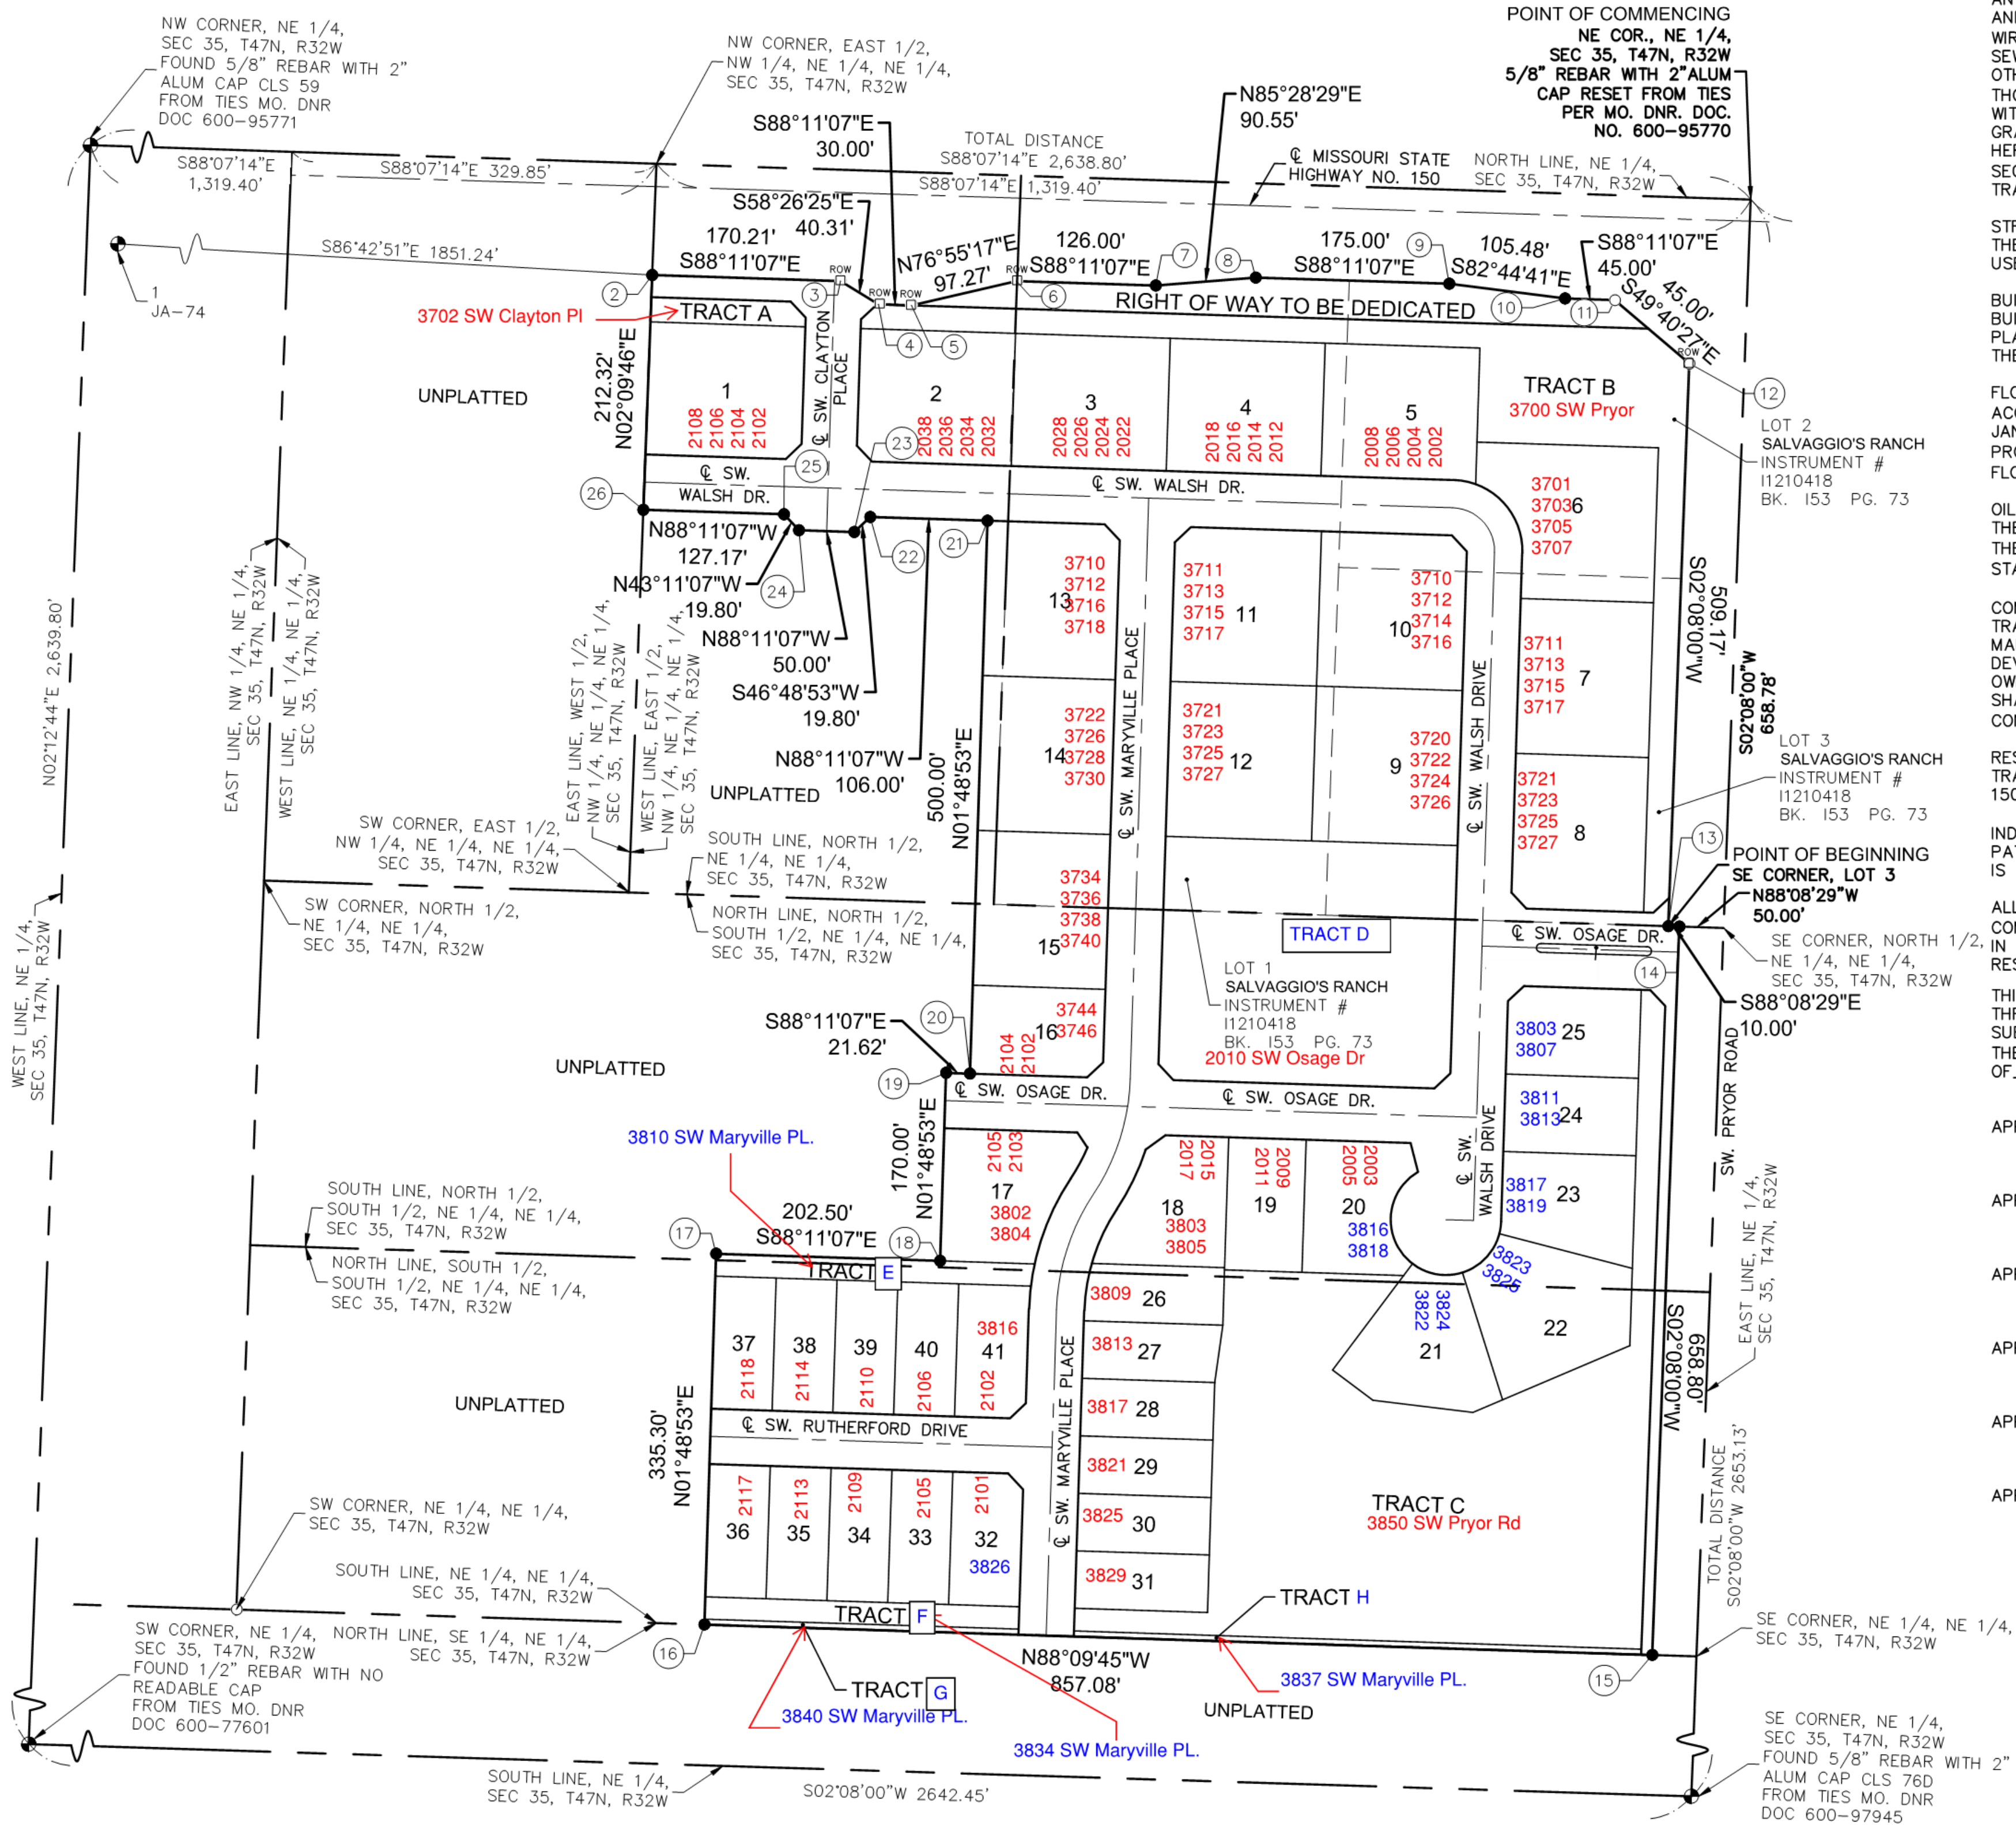 NW CORNER, NE 1/4,
SEC 35, T47N, R32W
FOUND 5/8" REBAR WITH 2"
ALUM CAP CLS 59
FROM TIES MO. DNR
DOC 600-95771
NW CORNER, EAST 1/2,
NW 1/4, NE 1/4, NE 1/4,
SEC 35, T47N, R32W
POINT OF COMMENCING
NE COR., NE 1/4,
SEC 35, T47N, R32W
5/8" REBAR WITH 2"ALUM
CAP RESET FROM TIES
PER MO. DNR. DOC.
NO. 600-95770
S88°07'14"E
1,319.40'
S88°07'14"E 329.85'
TOTAL DISTANCE
S88°07'14"E 2,638.80'
S88°07'14"E 1,319.40'
℄ MISSOURI STATE
HIGHWAY NO. 150
NORTH LINE, NE 1/4,
SEC 35, T47N, R32W
S86°42'51"E 1851.24'
1
JA-74
2
170.21'
S88°11'07"E
S58°26'25"E
40.31'
S88°11'07"E
30.00'
N76°55'17"E
97.27'
126.00'
S88°11'07"E
N85°28'29"E
90.55'
175.00'
S88°11'07"E
105.48'
S82°44'41"E
S88°11'07"E
45.00'
45.00'
S49°40'27"E
ROW
ROW
ROW
ROW
ROW
3
4
5
6
7
8
9
10
11
12
RIGHT OF WAY TO BE DEDICATED
3702 SW Clayton Pl
TRACT A
212.32'
N02°09'46"E
UNPLATTED
℄ SW. CLAYTON
PLACE
1
2108
2106
2104
2102
2
2038
2036
2034
2032
3
2028
2026
2024
2022
4
2018
2016
2014
2012
5
2008
2006
2004
2002
TRACT B
3700 SW Pryor
LOT 2
SALVAGGIO'S RANCH
INSTRUMENT #
I1210418
BK. I53 PG. 73
℄ SW.
WALSH DR.
℄ SW. WALSH DR.
6
3701
3703
3705
3707
26
25
24
23
22
21
N88°11'07"W
127.17'
N43°11'07"W
19.80'
N88°11'07"W
50.00'
S46°48'53"W
19.80'
N88°11'07"W
106.00'
500.00'
N01°48'53"E
UNPLATTED
13
3710
3712
3716
3718
11
3711
3713
3715
3717
10
3710
3712
3714
3716
7
3711
3713
3715
3717
14
3722
3726
3728
3730
12
3721
3723
3725
3727
9
3720
3722
3724
3726
8
3721
3723
3725
3727
℄ SW. MARYVILLE PLACE
℄ SW. WALSH DRIVE
509.17'
S02°08'00"W
S02°08'00"W
658.78'
LOT 3
SALVAGGIO'S RANCH
INSTRUMENT #
I1210418
BK. I53 PG. 73
13
POINT OF BEGINNING
SE CORNER, LOT 3
N88°08'29"W
50.00'
SE CORNER, NORTH 1/2,
NE 1/4, NE 1/4,
SEC 35, T47N, R32W
S88°08'29"E
10.00'
14
N02°12'44"E 2,639.80'
WEST LINE, NE 1/4,
SEC 35, T47N, R32W
EAST LINE, NW 1/4, NE 1/4,
SEC 35, T47N, R32W
WEST LINE, NE 1/4, NE 1/4,
SEC 35, T47N, R32W
EAST LINE, WEST 1/2,
NW 1/4, NE 1/4, NE 1/4,
SEC 35, T47N, R32W
WEST LINE, EAST 1/2,
NW 1/4, NE 1/4, NE 1/4,
SEC 35, T47N, R32W
SW CORNER, EAST 1/2,
NW 1/4, NE 1/4, NE 1/4,
SEC 35, T47N, R32W
SOUTH LINE, NORTH 1/2,
NE 1/4, NE 1/4,
SEC 35, T47N, R32W
SW CORNER, NORTH 1/2,
NE 1/4, NE 1/4,
SEC 35, T47N, R32W
NORTH LINE, NORTH 1/2,
SOUTH 1/2, NE 1/4, NE 1/4,
SEC 35, T47N, R32W
15
3734
3736
3738
3740
TRACT D
℄ SW. OSAGE DR.
LOT 1
SALVAGGIO'S RANCH
INSTRUMENT #
I1210418
BK. I53 PG. 73
2010 SW Osage Dr
16
3744
3746
2104
2102
S88°11'07"E
21.62'
20
19
UNPLATTED
℄ SW. OSAGE DR.
℄ SW. OSAGE DR.
25
3803
3807
24
3811
3813
23
3817
3819
℄ SW.
WALSH DRIVE
SW. PRYOR ROAD
EAST LINE, NE 1/4,
SEC 35, T47N, R32W
3810 SW Maryville PL.
170.00'
N01°48'53"E
2105
2103
17
3802
3804
2017
2015
18
3803
3805
2011
2009
19
2005
2003
20
3816
3818
SOUTH LINE, NORTH 1/2,
SOUTH 1/2, NE 1/4, NE 1/4,
SEC 35, T47N, R32W
NORTH LINE, SOUTH 1/2,
SOUTH 1/2, NE 1/4, NE 1/4,
SEC 35, T47N, R32W
202.50'
S88°11'07"E
17
18
TRACT E
3823
3825
22
3822
3824
21
3809 26
3813 27
3817 28
3821 29
3825 30
3829 31
37
2118
38
2114
39
2110
40
2106
3816
41
2102
UNPLATTED
335.30'
N01°48'53"E
℄ SW. RUTHERFORD DRIVE
℄ SW. MARYVILLE PLACE
2117
36
2113
35
2109
34
2105
33
2101
32
3826
TRACT C
3850 SW Pryor Rd
658.80'
S02°08'00"W
TOTAL DISTANCE
S02°08'00"W 2653.13'
SW CORNER, NE 1/4, NE 1/4,
SEC 35, T47N, R32W
SOUTH LINE, NE 1/4, NE 1/4,
SEC 35, T47N, R32W
NORTH LINE, SE 1/4, NE 1/4,
SEC 35, T47N, R32W
SW CORNER, NE 1/4,
SEC 35, T47N, R32W
FOUND 1/2" REBAR WITH NO
READABLE CAP
FROM TIES MO. DNR
DOC 600-77601
16
TRACT F
TRACT G
3840 SW Maryville PL.
3834 SW Maryville PL.
N88°09'45"W
857.08'
TRACT H
3837 SW Maryville PL.
UNPLATTED
15
SE CORNER, NE 1/4, NE 1/4,
SEC 35, T47N, R32W
SE CORNER, NE 1/4,
SEC 35, T47N, R32W
FOUND 5/8" REBAR WITH 2"
ALUM CAP CLS 76D
FROM TIES MO. DNR
DOC 600-97945
SOUTH LINE, NE 1/4,
SEC 35, T47N, R32W
S02°08'00"W 2642.45'